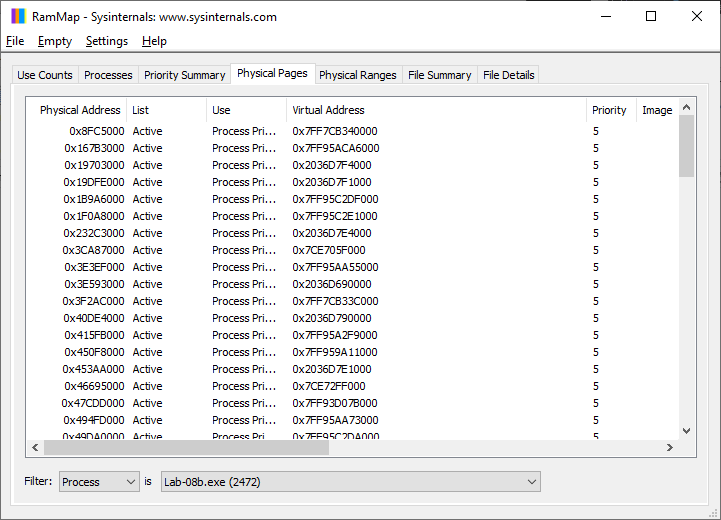 RamMap - Sysinternals: www.sysinternals.com
File Empty Settings Help
Use Counts Processes Priority Summary Physical Pages Physical Ranges File Summary File Details
Physical Address List Use Virtual Address Priority Image
0x8FC5000 Active Process Pri... 0x7FF7CB340000 5
0x167B3000 Active Process Pri... 0x7FF95ACA6000 5
0x19703000 Active Process Pri... 0x2036D7F4000 5
0x19DFE000 Active Process Pri... 0x2036D7F1000 5
0x1B9A6000 Active Process Pri... 0x7FF95C2DF000 5
0x1F0A8000 Active Process Pri... 0x7FF95C2E1000 5
0x232C3000 Active Process Pri... 0x2036D7E4000 5
0x3CA87000 Active Process Pri... 0x7CE705F000 5
0x3E3EF000 Active Process Pri... 0x7FF95AA55000 5
0x3E593000 Active Process Pri... 0x2036D690000 5
0x3F2AC000 Active Process Pri... 0x7FF7CB33C000 5
0x40DE4000 Active Process Pri... 0x2036D790000 5
0x415FB000 Active Process Pri... 0x7FF95A2F9000 5
0x450F8000 Active Process Pri... 0x7FF959A11000 5
0x453AA000 Active Process Pri... 0x2036D7E1000 5
0x46695000 Active Process Pri... 0x7CE72FF000 5
0x47CDD000 Active Process Pri... 0x7FF93D07B000 5
0x494FD000 Active Process Pri... 0x7FF95AA73000 5
0x49DA0000 Active Process Pri... 0x7FF95C2DA000 5
Filter: Process is Lab-08b.exe (2472)